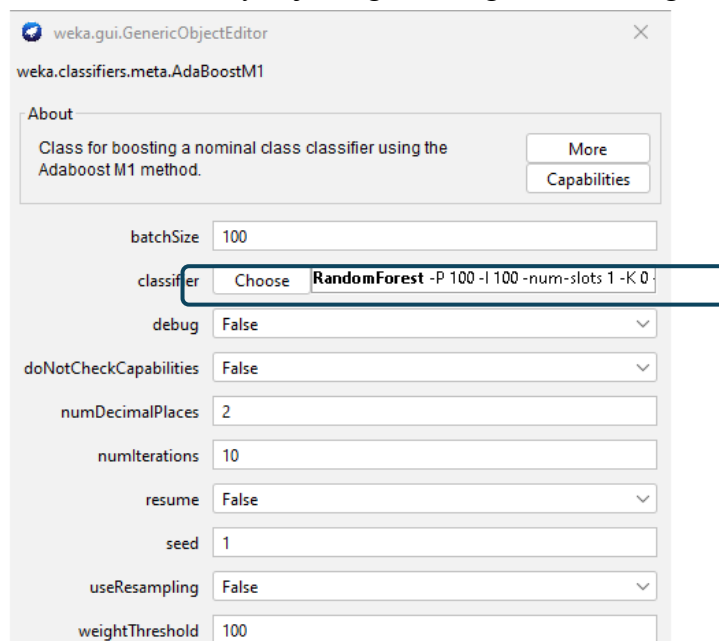 weka.gui.GenericObjectEditor
weka.classifiers.meta.AdaBoostM1
About
Class for boosting a nominal class classifier using the
Adaboost M1 method.
More
Capabilities
batchSize 100
classifier Choose RandomForest -P 100 -I 100 -num-slots 1 -K 0 -
debug False
doNotCheckCapabilities False
numDecimalPlaces 2
numIterations 10
resume False
seed 1
useResampling False
weightThreshold 100